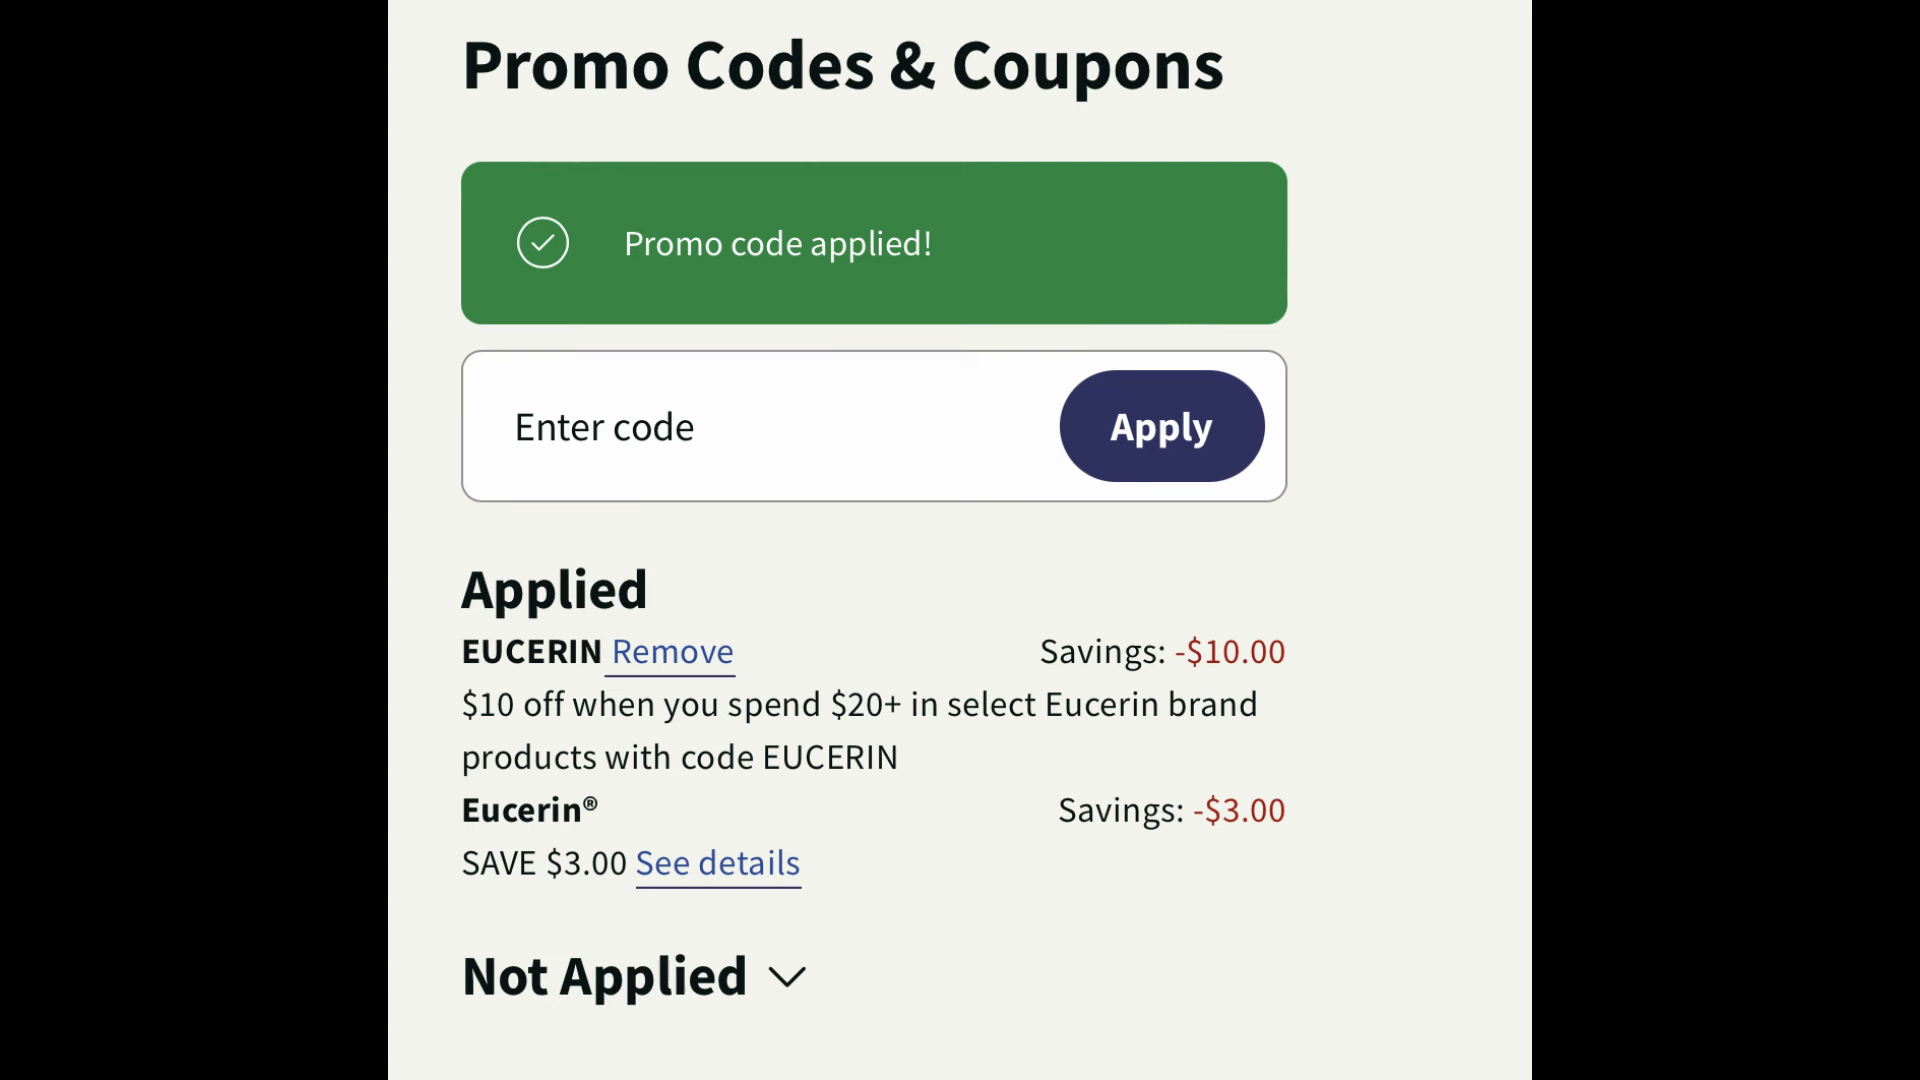 Promo Codes & Coupons
Promo code applied!
Enter code
Apply
Applied
EUCERIN Remove
Savings: -$10.00
$10 off when you spend $20+ in select Eucerin brand
products with code EUCERIN
Eucerin®
Savings: -$3.00
SAVE $3.00 See details
Not Applied